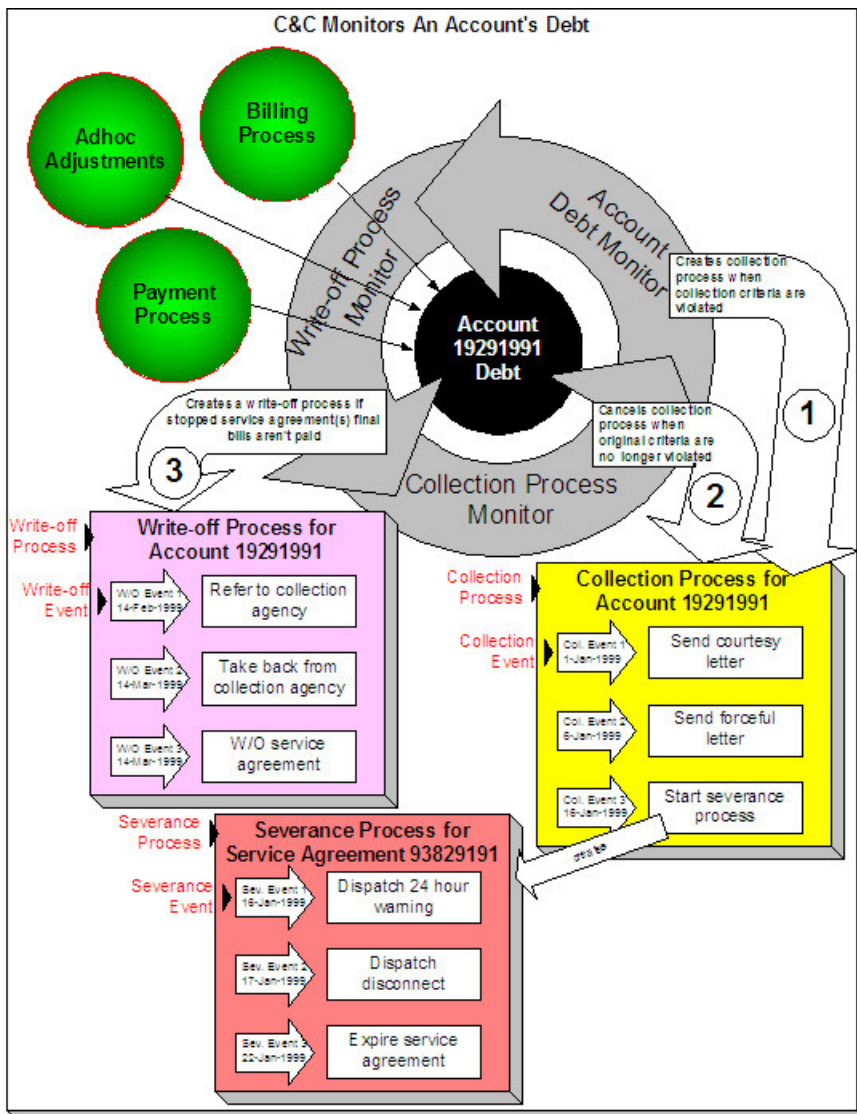 C&C Monitors An Account's Debt
Billing
Process
Adhoc
Adjustments
Payment
Process
Write-off Process
Monitor
Account
Debt Monitor
Collection Process
Monitor
Account
19291991
Debt
Creates collection
process when
collection criteria are
violated
1
Cancels collection
process when
original criteria are
no longer violated
2
Creates a write-off process if
stopped service agreement(s) final
bills aren't paid
3
Write-off
Process
Write-off Process for
Account 19291991
Write-off
Event
W/O Event 1
14-Feb-1999
Refer to collection
agency
W/O Event 2
14-Mar-1999
Take back from
collection agency
W/O Event 3
14-Mar-1999
W/O service
agreement
Collection
Process
Collection Process for
Account 19291991
Collection
Event
Col. Event 1
1-Jan-1999
Send courtesy
letter
Col. Event 2
6-Jan-1999
Send forceful
letter
Col. Event 3
16-Jan-1999
Start severance
process
creates
Severance
Process
Severance Process for
Service Agreement 93829191
Severance
Event
Sev. Event 1
16-Jan-1999
Dispatch 24 hour
warning
Sev. Event 2
17-Jan-1999
Dispatch
disconnect
Sev. Event 3
22-Jan-1999
Expire service
agreement